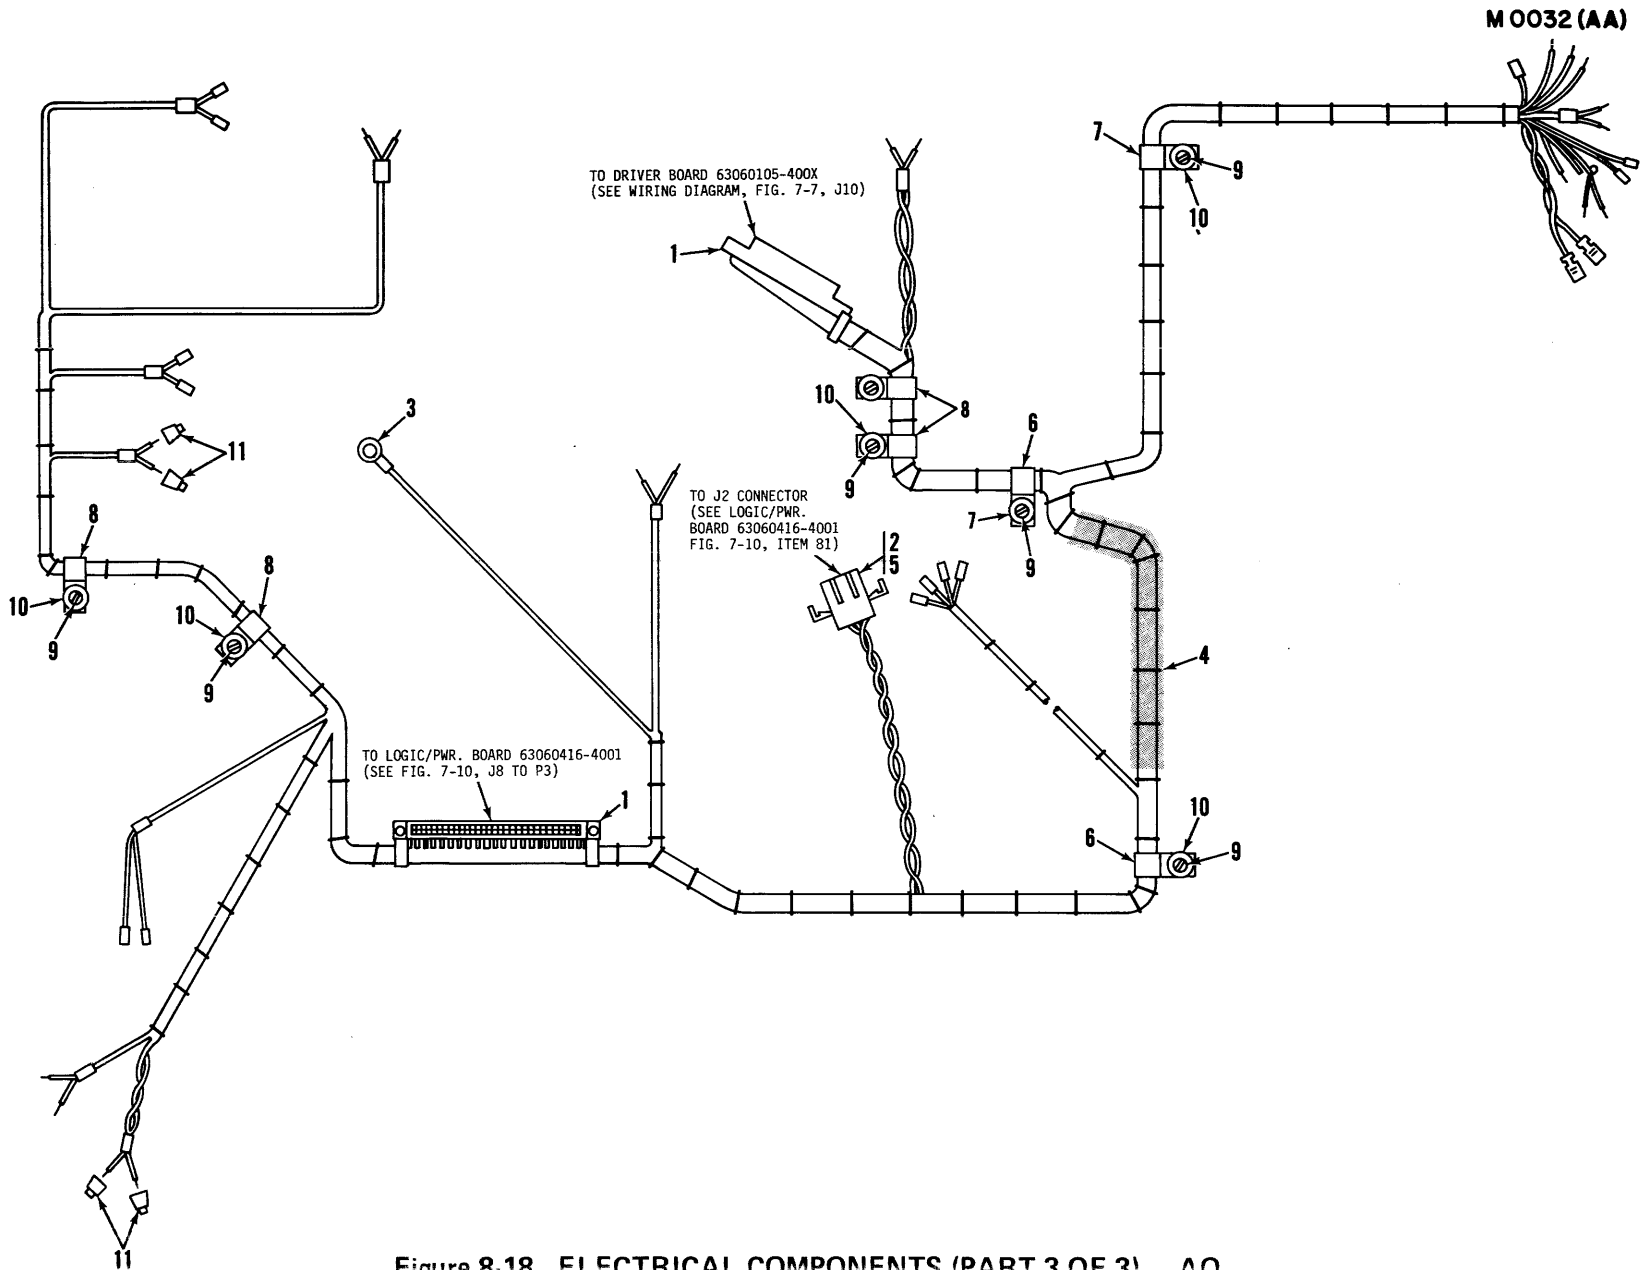 M 0032 (AA)
7
9
10
TO DRIVER BOARD 63060105-400X
(SEE WIRING DIAGRAM, FIG. 7-7, J10)
1
10
8
6
3
11
9
TO J2 CONNECTOR
(SEE LOGIC/PWR.
BOARD 63060416-4001
FIG. 7-10, ITEM 81)
2
5
7
9
8
8
10
10
9
9
4
TO LOGIC/PWR. BOARD 63060416-4001
(SEE FIG. 7-10, J8 TO P3)
1
10
6
9
11
Figure 8-18 ELECTRICAL COMPONENTS (PART 3 OF 3)